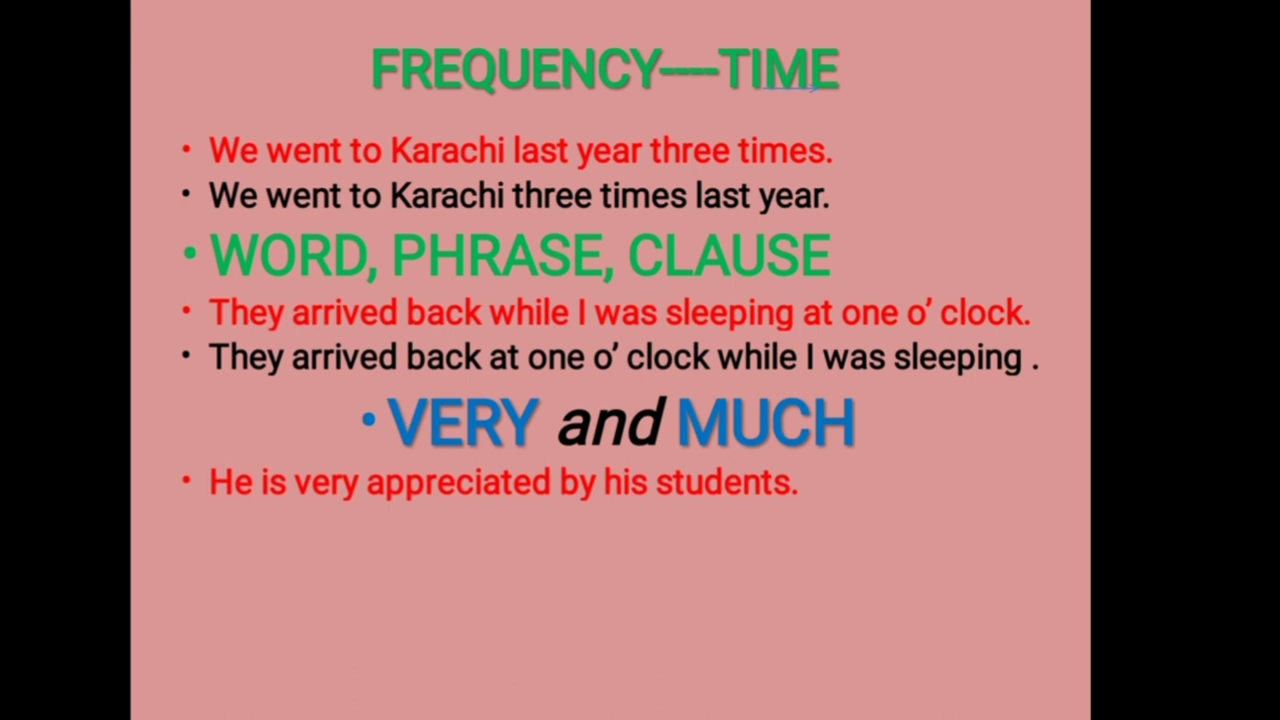 FREQUENCY----TIME
• We went to Karachi last year three times.
• We went to Karachi three times last year.
• WORD, PHRASE, CLAUSE
• They arrived back while I was sleeping at one o’ clock.
• They arrived back at one o’ clock while I was sleeping .
• VERY and MUCH
• He is very appreciated by his students.